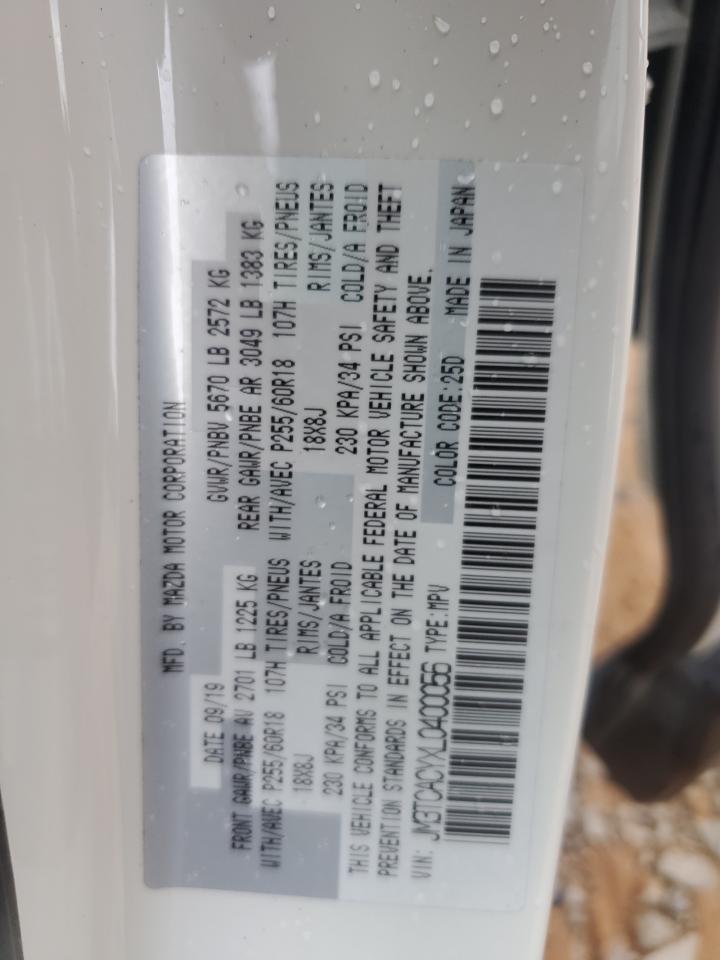 MFD. BY MAZDA MOTOR CORPORATION
DATE 09/19 GVWR/PNBV 5670 LB 2572 KG
FRONT GAWR/PNBE AV 2701 LB 1225 KG REAR GAWR/PNBE AR 3049 LB 1383 KG
WITH/AVEC P255/60R18 107H TIRES/PNEUS WITH/AVEC P255/60R18 107H TIRES/PNEUS
18X8J RIMS/JANTES 18X8J RIMS/JANTES
230 KPA/34 PSI COLD/A FROID 230 KPA/34 PSI COLD/A FROID
THIS VEHICLE CONFORMS TO ALL APPLICABLE FEDERAL MOTOR VEHICLE SAFETY AND THEFT
PREVENTION STANDARDS IN EFFECT ON THE DATE OF MANUFACTURE SHOWN ABOVE.
VIN: JM3TCACYXL0400056 TYPE:MPV COLOR CODE:25D MADE IN JAPAN